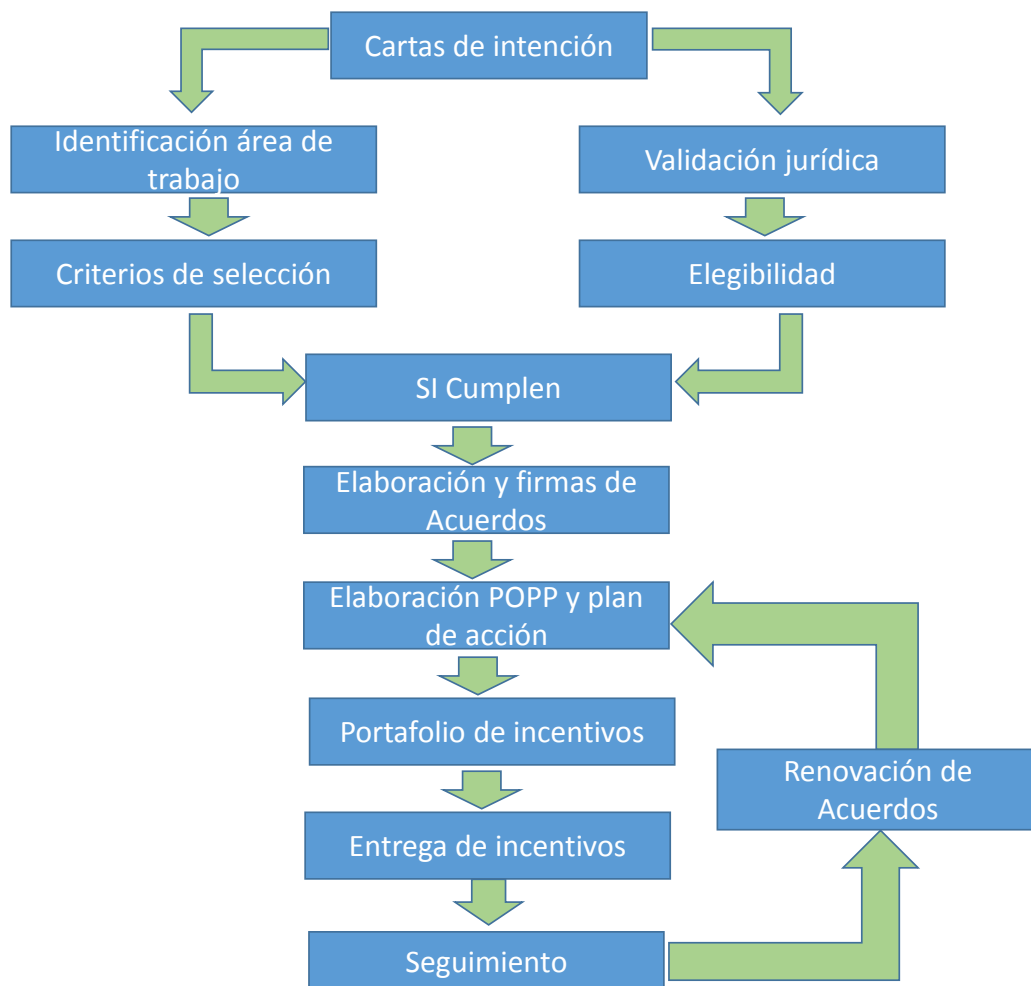 Cartas de intención
Identificación área de
trabajo
Validación jurídica
Criterios de selección
Elegibilidad
SI Cumplen
Elaboración y firmas de
Acuerdos
Elaboración POPP y plan
de acción
Portafolio de incentivos
Renovación de
Acuerdos
Entrega de incentivos
Seguimiento